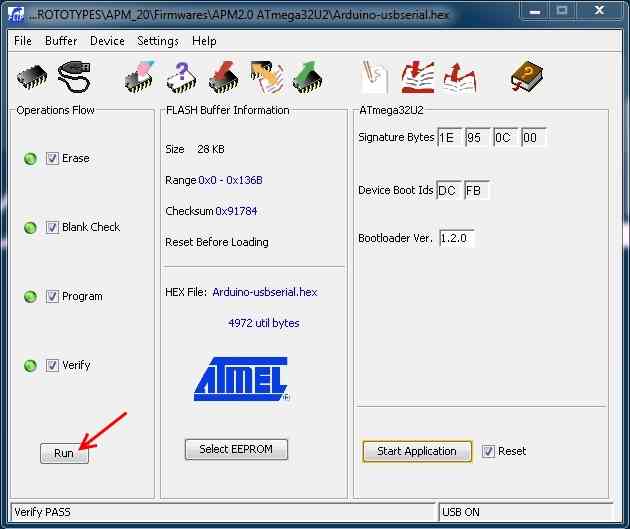 ...ROTOTYPES\APM_20\Firmwares\APM2.0 ATmega32U2\Arduino-usbserial.hex
File Buffer Device Settings Help
Operations Flow
Erase
Blank Check
Program
Verify
Run
FLASH Buffer Information
Size 28 KB
Range 0x0 - 0x136B
Checksum 0x91784
Reset Before Loading
HEX File: Arduino-usbserial.hex
4972 util bytes
ATMEL
Select EEPROM
ATmega32U2
Signature Bytes 1E 95 0C 00
Device Boot Ids DC FB
Bootloader Ver. 1.2.0
Start Application Reset
Verify PASS USB ON